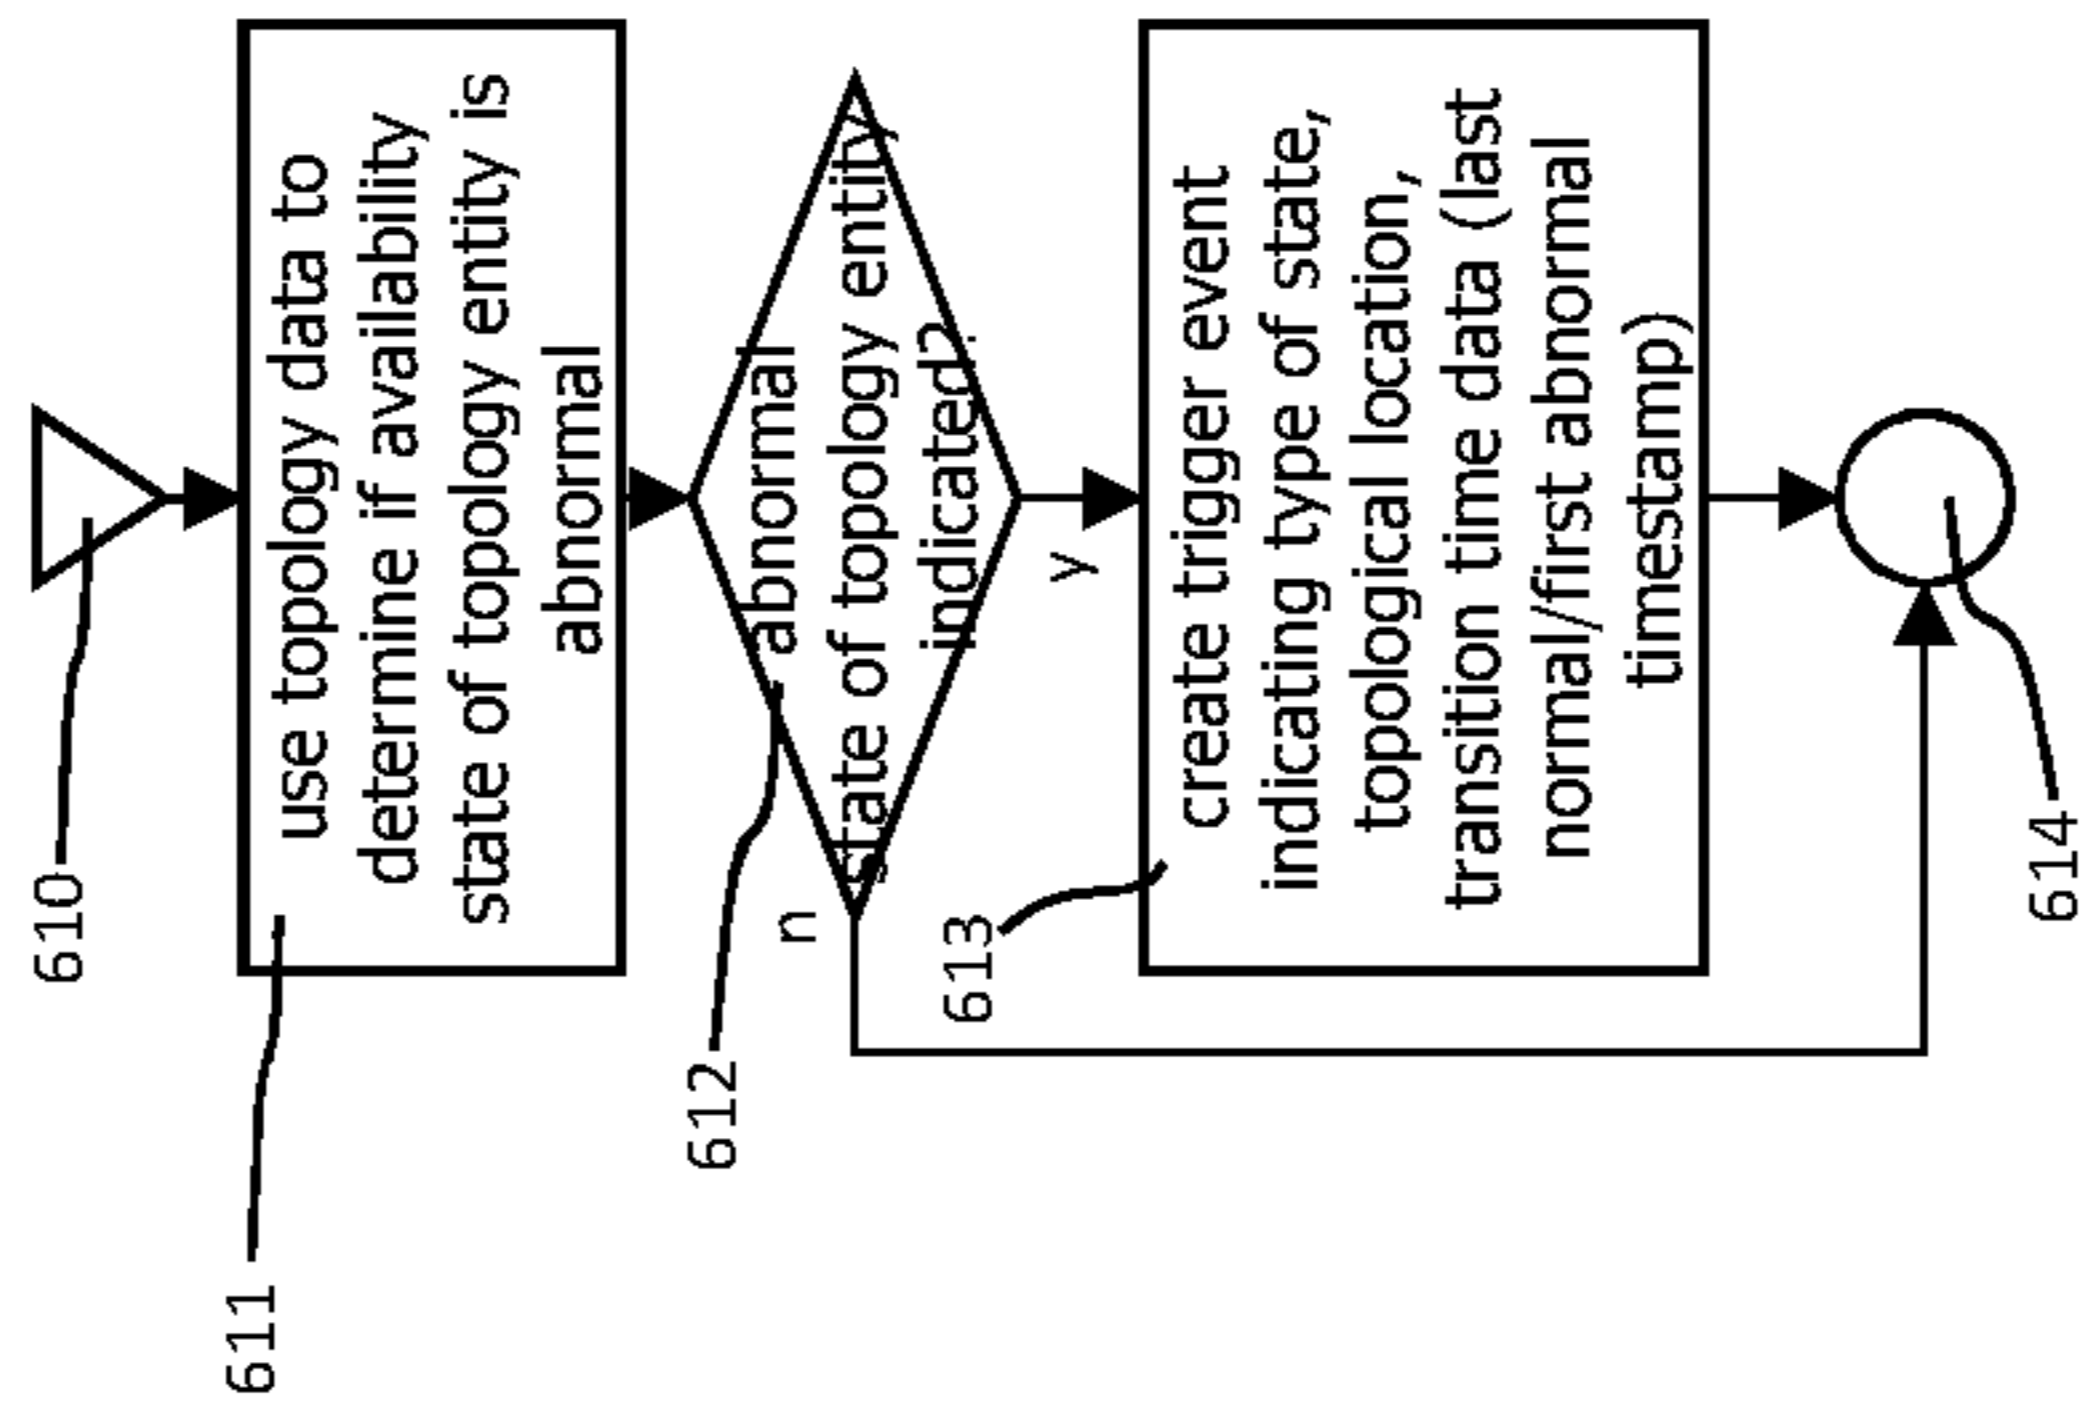 610
611
use topology data to
determine if availability
state of topology entity is
abnormal
612
abnormal
state of topology entity
indicated?
n
y
613
create trigger event
indicating type of state,
topological location,
transition time data (last
normal/first abnormal
timestamp)
614